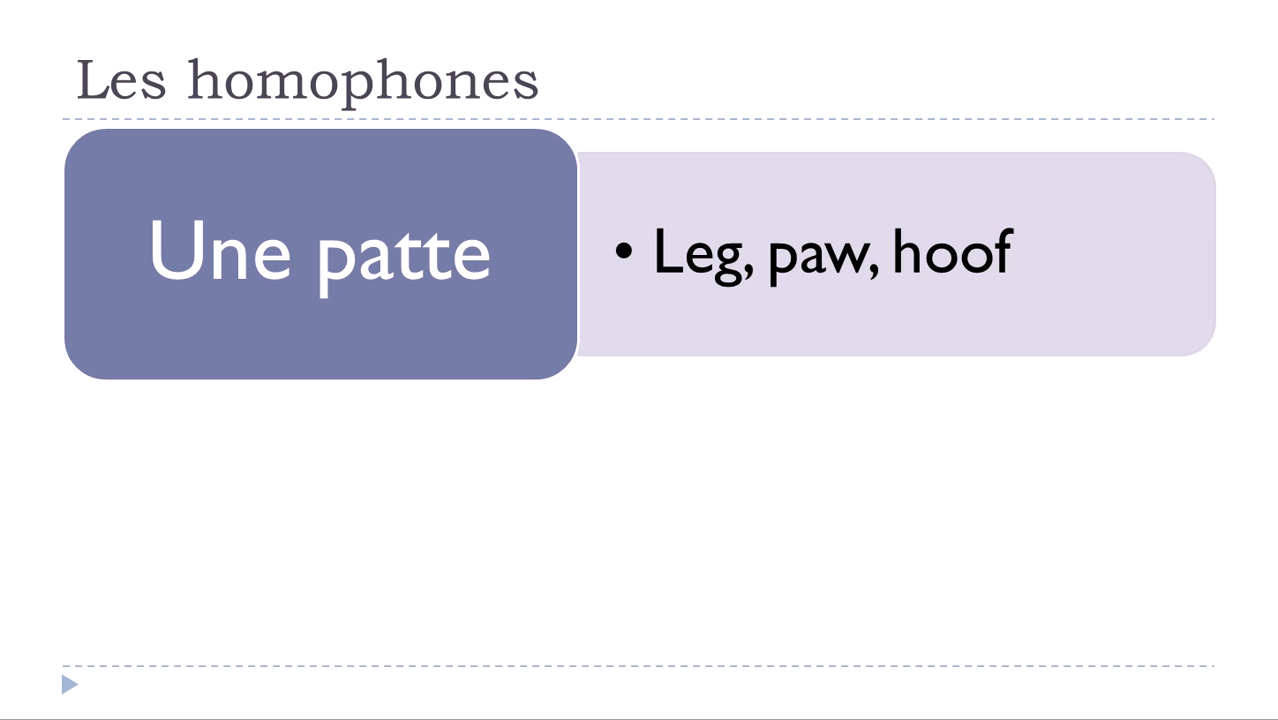 Les homophones
Une patte
• Leg, paw, hoof